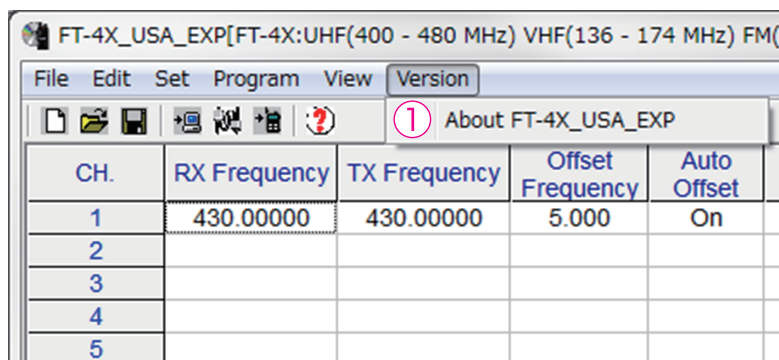 FT-4X_USA_EXP[FT-4X:UHF(400 - 480 MHz) VHF(136 - 174 MHz) FM(
File Edit Set Program View Version
① About FT-4X_USA_EXP
CH. RX Frequency TX Frequency Offset Frequency Auto Offset
1 430.00000 430.00000 5.000 On
2
3
4
5